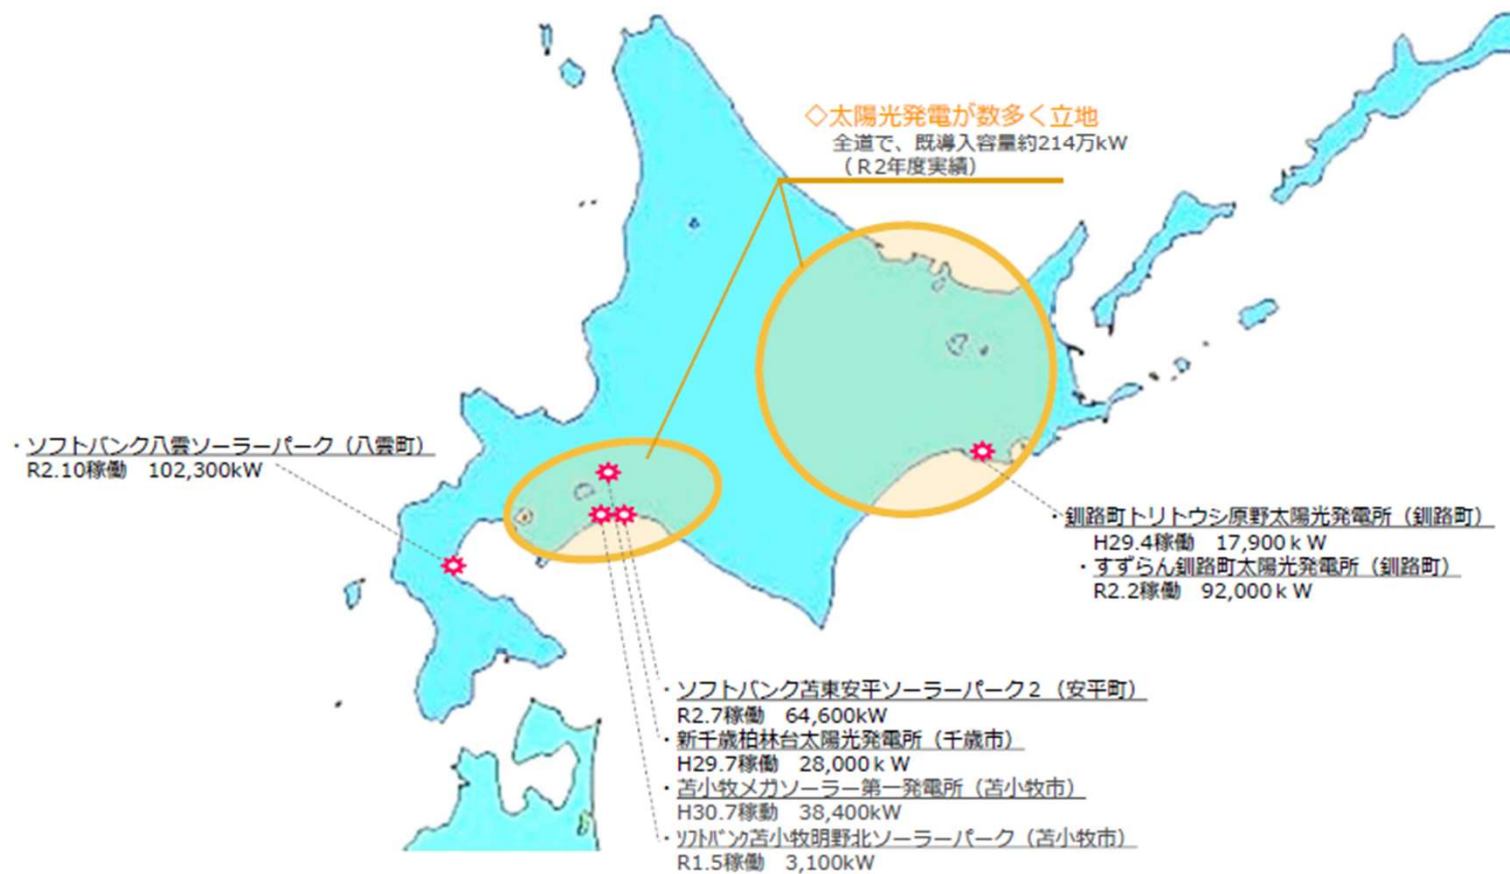 ◇太陽光発電が数多く立地
全道で、既導入容量約214万kW
（R2年度実績）
・ソフトバンク八雲ソーラーパーク（八雲町）
R2.10稼働　102,300kW
・釧路町トリトウシ原野太陽光発電所（釧路町）
H29.4稼働　17,900ｋW
・すずらん釧路町太陽光発電所（釧路町）
R2.2稼働　92,000ｋW
・ソフトバンク苫東安平ソーラーパーク２（安平町）
R2.7稼働　64,600kW
・新千歳柏林台太陽光発電所（千歳市）
H29.7稼働　28,000ｋW
・苫小牧メガソーラー第一発電所（苫小牧市）
H30.7稼動　38,400kW
・ｿﾌﾄﾊﾞﾝｸ苫小牧明野北ソーラーパーク（苫小牧市）
R1.5稼働　3,100kW